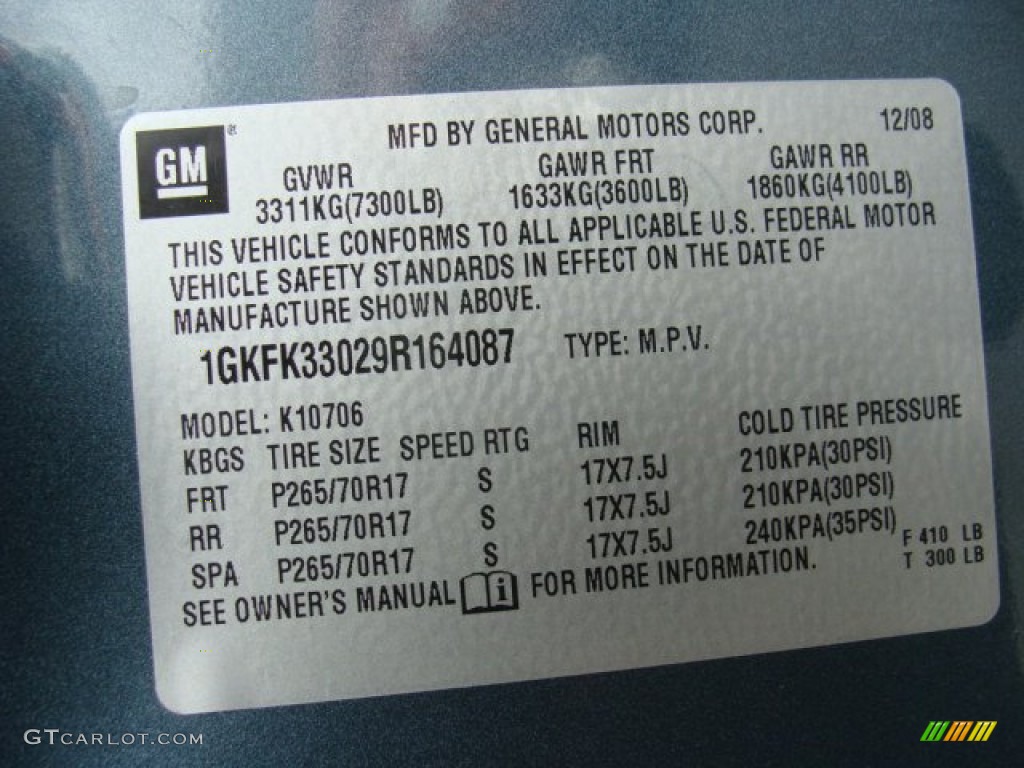 GM ® MFD BY GENERAL MOTORS CORP. 12/08
GVWR GAWR FRT GAWR RR
3311KG(7300LB) 1633KG(3600LB) 1860KG(4100LB)
THIS VEHICLE CONFORMS TO ALL APPLICABLE U.S. FEDERAL MOTOR
VEHICLE SAFETY STANDARDS IN EFFECT ON THE DATE OF
MANUFACTURE SHOWN ABOVE.
1GKFK33029R164087 TYPE: M.P.V.
MODEL: K10706
KBGS TIRE SIZE SPEED RTG RIM COLD TIRE PRESSURE
FRT P265/70R17 S 17X7.5J 210KPA(30PSI)
RR P265/70R17 S 17X7.5J 210KPA(30PSI)
SPA P265/70R17 S 17X7.5J 240KPA(35PSI)
F 410 LB
T 300 LB
SEE OWNER'S MANUAL i FOR MORE INFORMATION.
GTCARLOT.COM